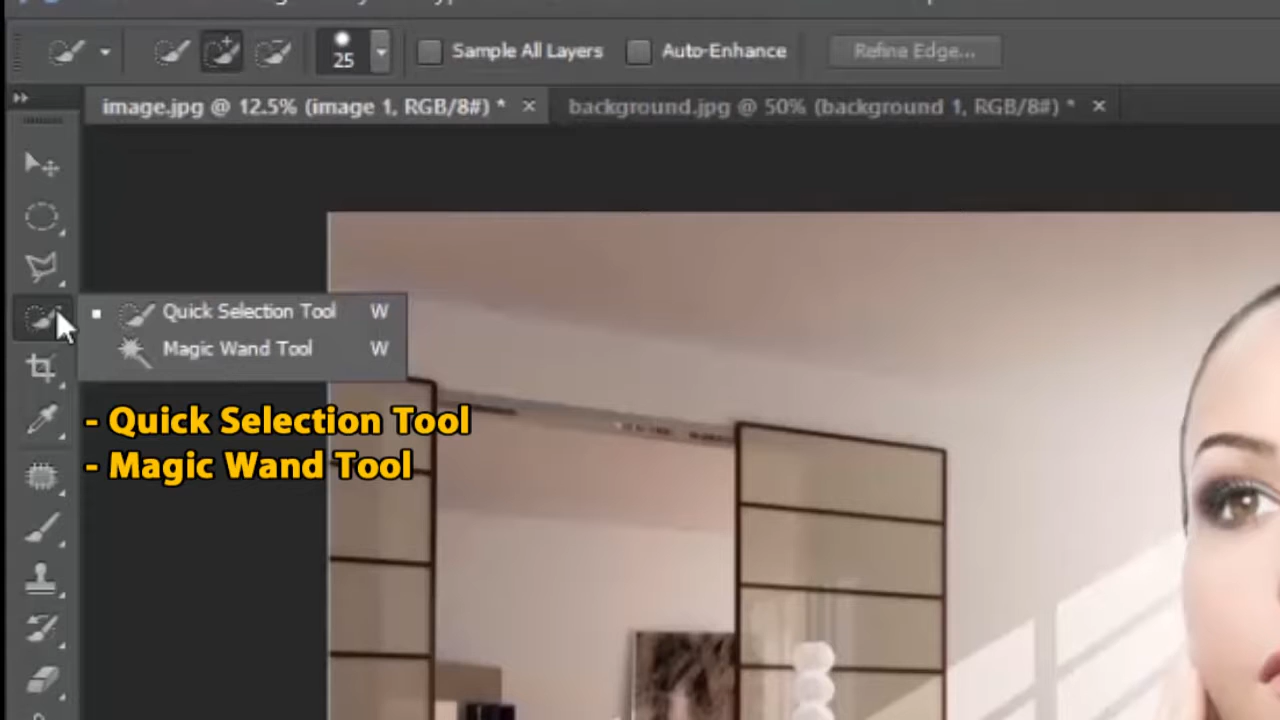 25 Sample All Layers Auto-Enhance Refine Edge...
image.jpg @ 12.5% (image 1, RGB/8#) * × background.jpg @ 50% (background 1, RGB/8#) * ×
Quick Selection Tool W
Magic Wand Tool W
- Quick Selection Tool
- Magic Wand Tool